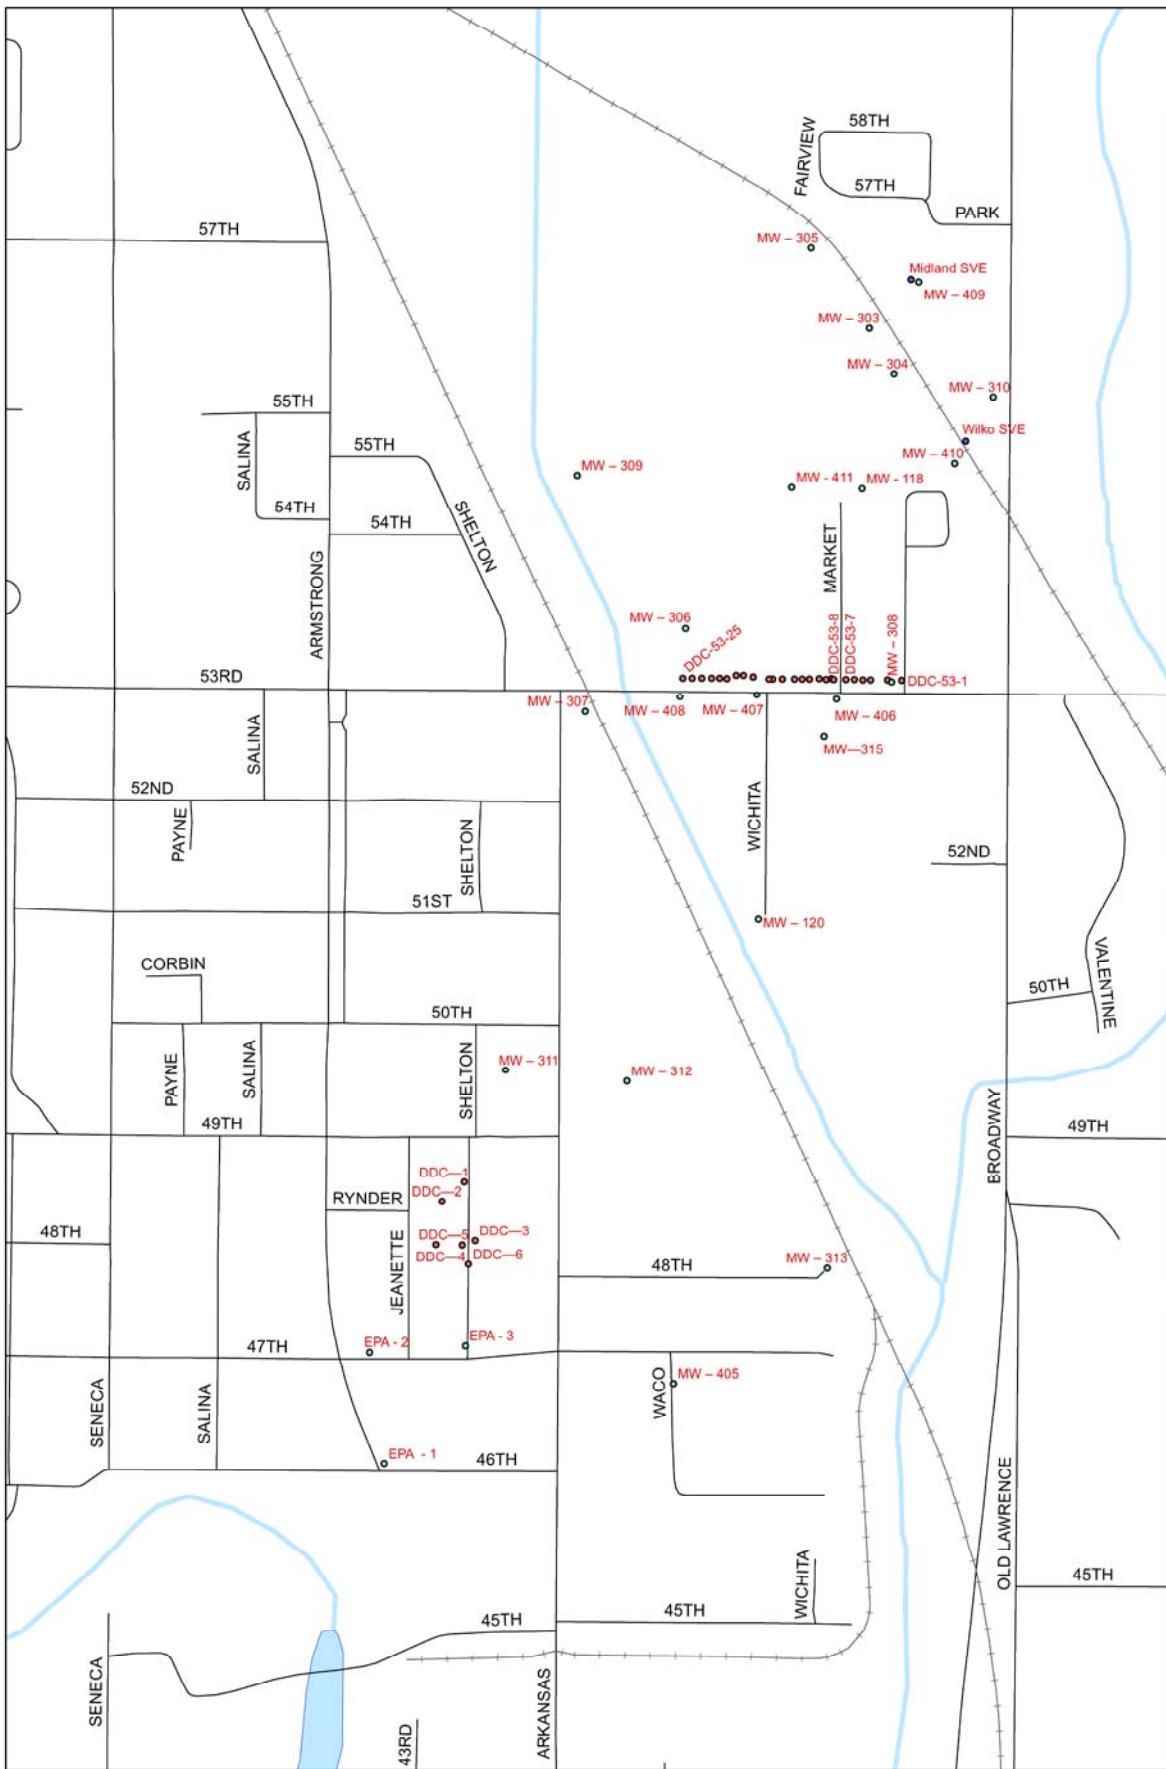 58TH
FAIRVIEW
57TH
PARK
57TH
MW – 305
Midland SVE
MW – 409
MW – 303
MW – 304
MW – 310
55TH
Wilko SVE
SALINA
55TH
MW – 410
MW – 309
MW - 411
MW - 118
54TH
54TH
SHELTON
MARKET
ARMSTRONG
MW – 306
DDC-53-25
DDC-53-8
DDC-53-7
MW – 308
53RD
DDC-53-1
MW – 307
MW – 408
MW – 407
MW – 406
SALINA
MW—315
52ND
PAYNE
SHELTON
WICHITA
52ND
51ST
MW – 120
CORBIN
VALENTINE
50TH
50TH
PAYNE
SALINA
SHELTON
MW – 311
MW – 312
49TH
BROADWAY
49TH
DDC—1
DDC—2
RYNDER
48TH
DDC—5
DDC—3
DDC—4
DDC—6
JEANETTE
48TH
MW – 313
47TH
EPA - 2
EPA - 3
SENECA
SALINA
WACO
MW – 405
EPA - 1
46TH
OLD LAWRENCE
WICHITA
45TH
45TH
45TH
SENECA
43RD
ARKANSAS